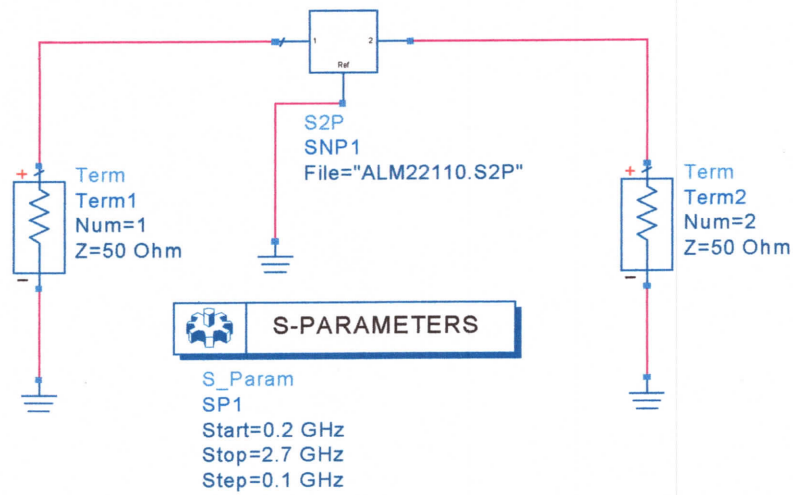 1
2
Ref
S2P
SNP1
File="ALM22110.S2P"
+
Term
Term1
Num=1
Z=50 Ohm
−
+
Term
Term2
Num=2
Z=50 Ohm
−
S-PARAMETERS
S_Param
SP1
Start=0.2 GHz
Stop=2.7 GHz
Step=0.1 GHz